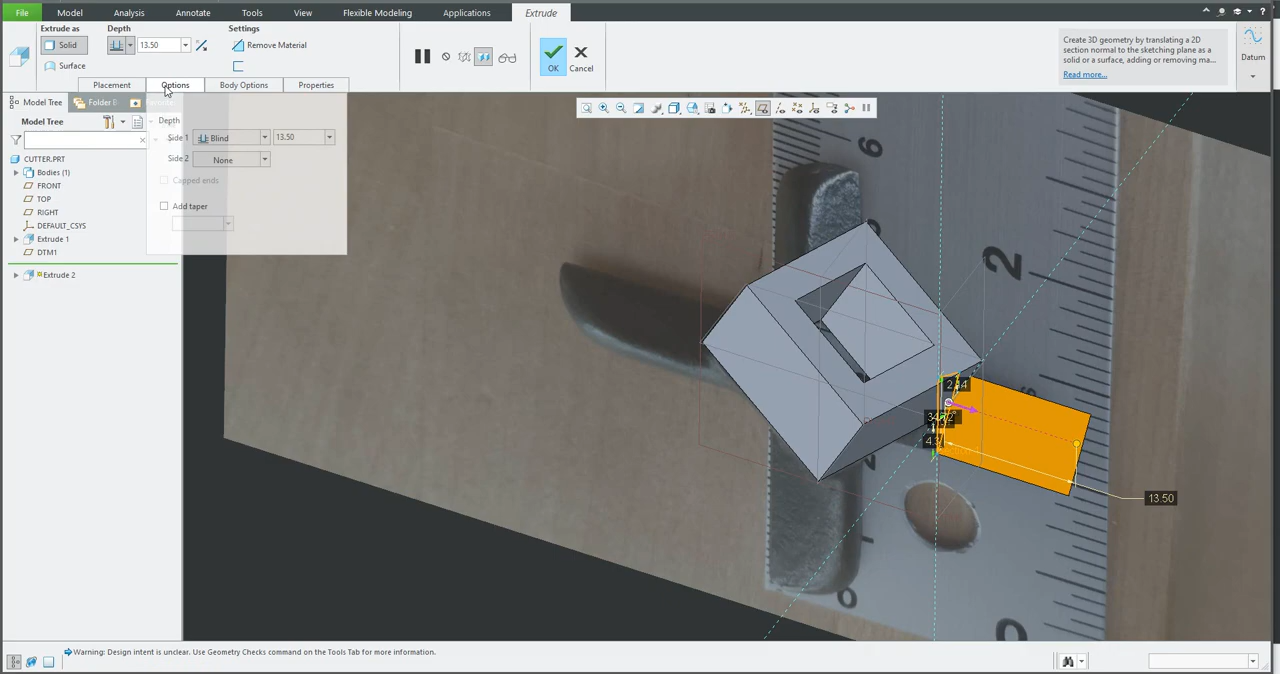 File Model Analysis Annotate Tools View Flexible Modeling Applications Extrude
Extrude as Depth Settings
Solid 13.50 Remove Material
Surface
OK Cancel
Create 3D geometry by translating a 2D
section normal to the sketching plane as
a solid or a surface, adding or removing ma...
Read more...
Datum
Placement Options Body Options Properties
Model Tree Folder B
Model Tree
Depth
Side 1 Blind 13.50
Side 2 None
Capped ends
Add taper
CUTTER.PRT
Bodies (1)
FRONT
TOP
RIGHT
DEFAULT_CSYS
Extrude 1
DTM1
Extrude 2
6
2
13.50
0
0
Warning: Design intent is unclear. Use Geometry Checks command on the Tools Tab for more information.